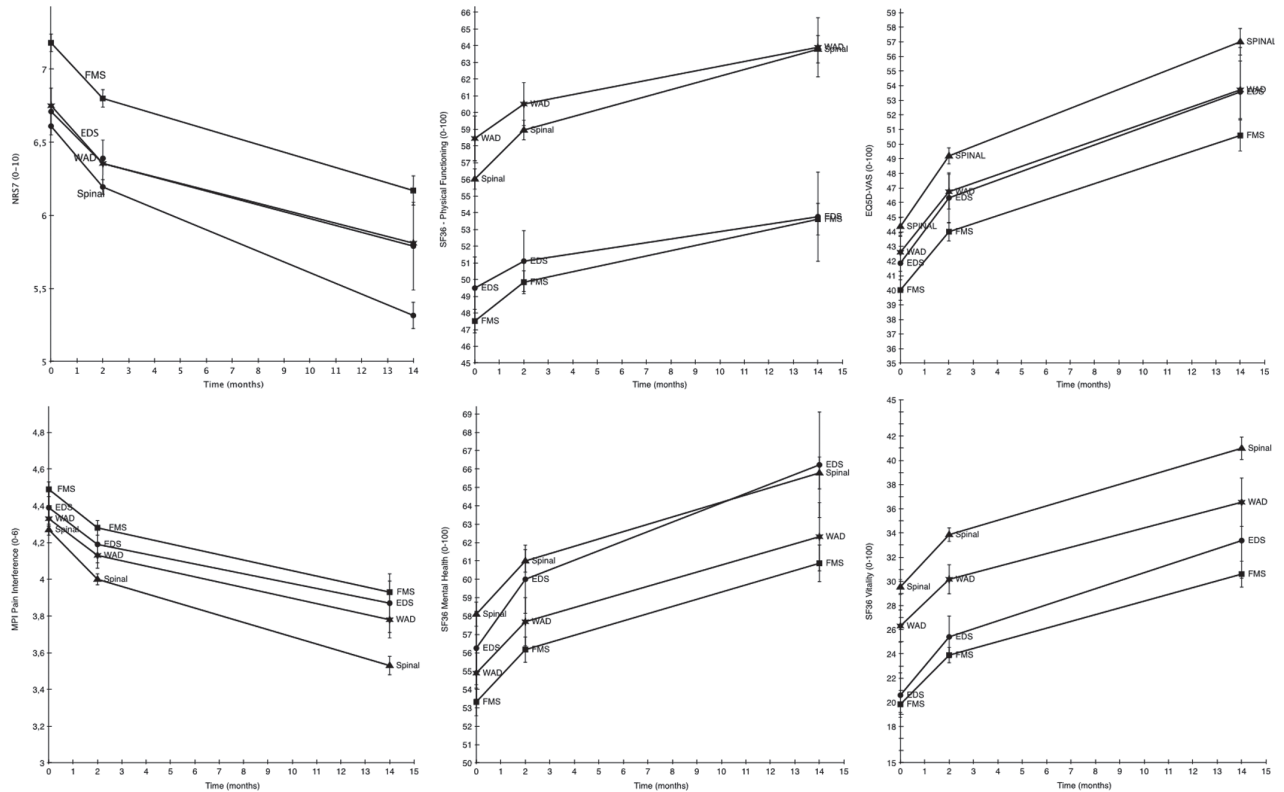 NRS7 (0–10)
7
6,5
6
5,5
5
FMS
EDS
WAD
Spinal
0 1 2 3 4 5 6 7 8 9 10 11 12 13 14
Time (months)
SF36 - Physical Functioning (0-100)
66
65
64
63
62
61
60
59
58
57
56
55
54
53
52
51
50
49
48
47
46
45
WAD
Spinal
WAD
Spinal
WAD
Spinal
EDS
FMS
EDS
FMS
EDS
FMS
0 1 2 3 4 5 6 7 8 9 10 11 12 13 14 15
Time (months)
EQ5D-VAS (0-100)
59
58
57
56
55
54
53
52
51
50
49
48
47
46
45
44
43
42
41
40
39
38
37
36
35
SPINAL
WAD
EDS
FMS
SPINAL
WAD
EDS
FMS
SPINAL
WAD
EDS
FMS
0 1 2 3 4 5 6 7 8 9 10 11 12 13 14 15
Time (months)
MPI Pain Interference (0-6)
4,8
4,6
4,4
4,2
4
3,8
3,6
3,4
3,2
3
FMS
EDS
WAD
Spinal
FMS
EDS
WAD
Spinal
FMS
EDS
WAD
Spinal
0 1 2 3 4 5 6 7 8 9 10 11 12 13 14 15
Time (months)
SF36 Mental Health (0-100)
69
68
66
65
64
63
62
61
60
59
58
56
56
55
54
53
52
51
50
Spinal
EDS
WAD
FMS
Spinal
EDS
WAD
FMS
EDS
Spinal
WAD
FMS
0 1 2 3 4 5 6 7 8 9 10 11 12 13 14 15
Time (months)
SF36 Vitality (0-100)
45
42
40
38
36
34
32
30
28
26
24
22
20
15
Spinal
WAD
EDS
FMS
Spinal
WAD
EDS
FMS
Spinal
WAD
EDS
FMS
0 1 2 3 4 5 6 7 8 9 10 11 12 13 14 15
Time (months)